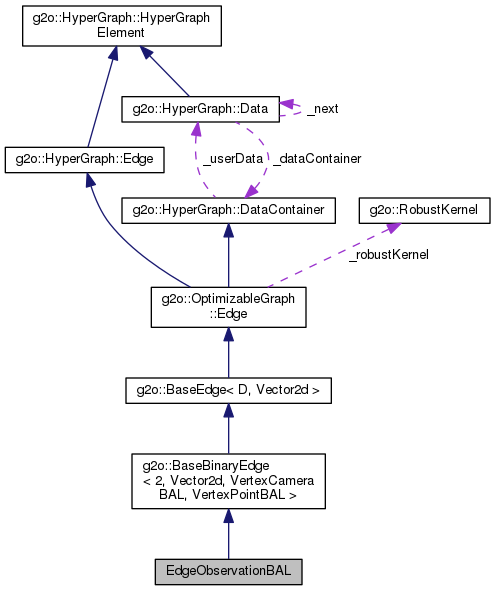 g2o::HyperGraph::HyperGraph
Element
g2o::HyperGraph::Data
_next
g2o::HyperGraph::Edge
_userData
_dataContainer
g2o::HyperGraph::DataContainer
g2o::RobustKernel
_robustKernel
g2o::OptimizableGraph
::Edge
g2o::BaseEdge< D, Vector2d >
g2o::BaseBinaryEdge
< 2, Vector2d, VertexCamera
BAL, VertexPointBAL >
EdgeObservationBAL